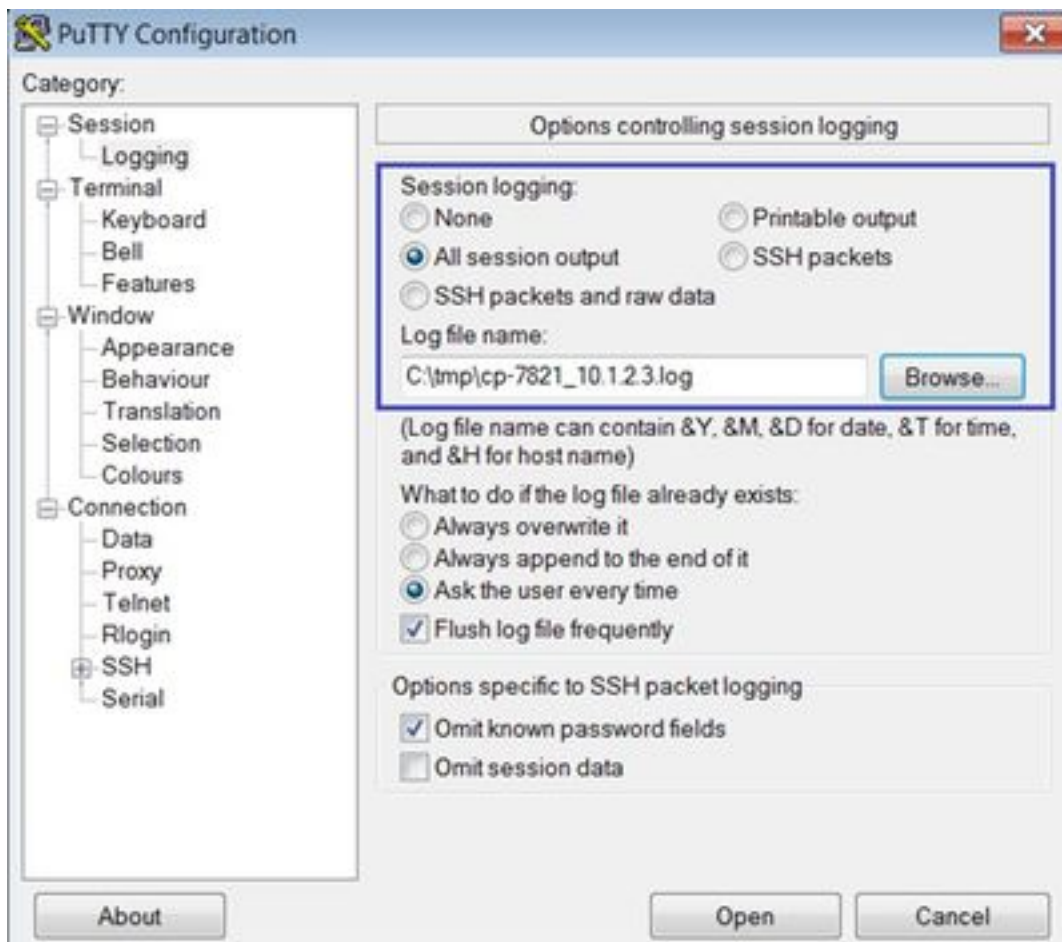 PuTTY Configuration
Category:
Session
Logging
Terminal
Keyboard
Bell
Features
Window
Appearance
Behaviour
Translation
Selection
Colours
Connection
Data
Proxy
Telnet
Rlogin
SSH
Serial
Options controlling session logging
Session logging:
None
Printable output
All session output
SSH packets
SSH packets and raw data
Log file name:
C:\tmp\cp-7821_10.1.2.3.log
Browse...
(Log file name can contain &Y, &M, &D for date, &T for time,
and &H for host name)
What to do if the log file already exists:
Always overwrite it
Always append to the end of it
Ask the user every time
Flush log file frequently
Options specific to SSH packet logging
Omit known password fields
Omit session data
About
Open
Cancel